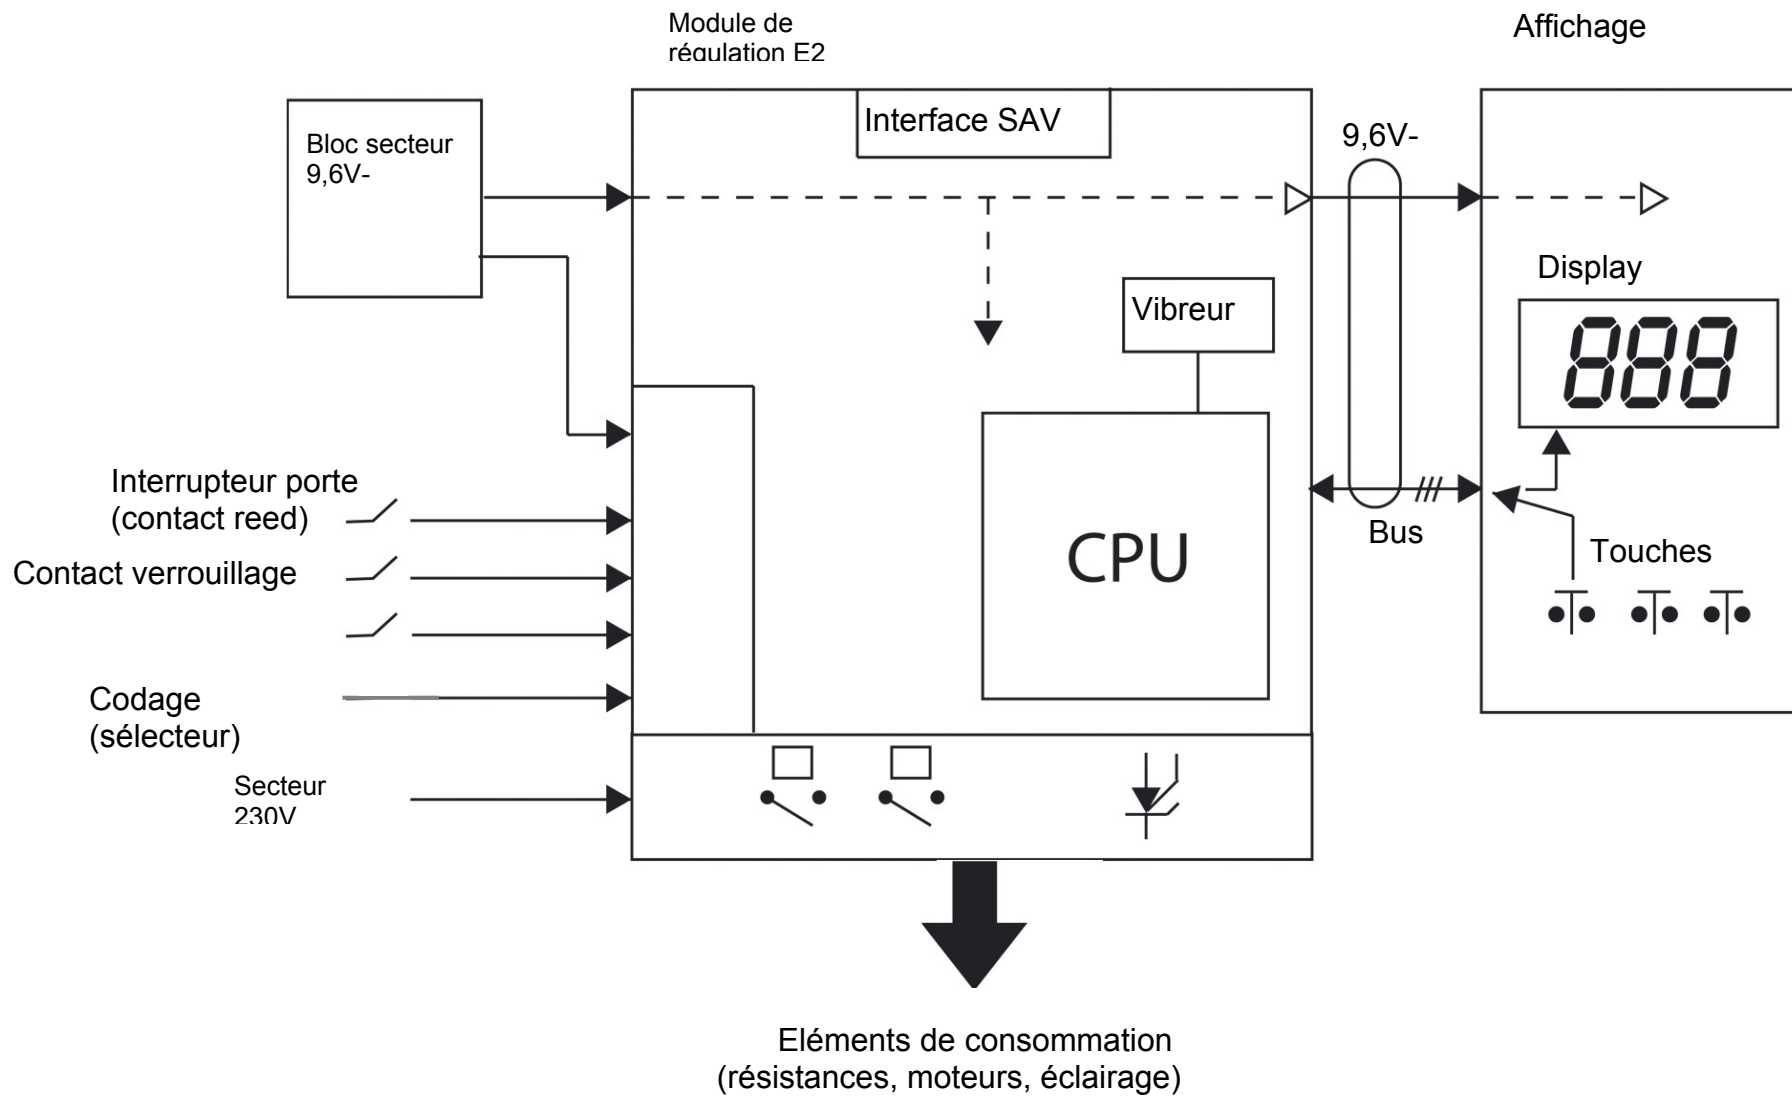 Module de
régulation E2
Affichage
Interface SAV
Bloc secteur
9,6V-
9,6V-
Display
Vibreur
888
Interrupteur porte
(contact reed)
Bus
CPU
Touches
Contact verrouillage
Codage
(sélecteur)
Secteur
230V
Eléments de consommation
(résistances, moteurs, éclairage)